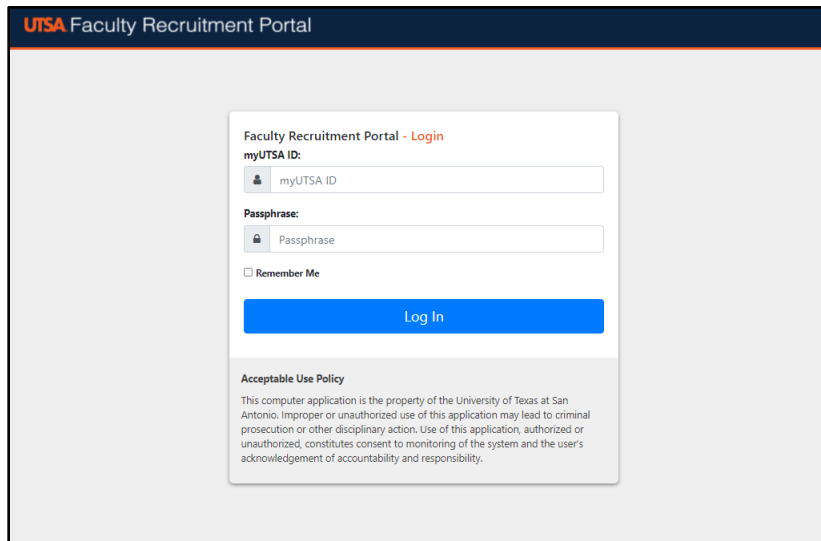 UTSA Faculty Recruitment Portal
Faculty Recruitment Portal - Login
myUTSA ID:
myUTSA ID
Passphrase:
Passphrase
Remember Me
Log In
Acceptable Use Policy
This computer application is the property of the University of Texas at San
Antonio. Improper or unauthorized use of this application may lead to criminal
prosecution or other disciplinary action. Use of this application, authorized or
unauthorized, constitutes consent to monitoring of the system and the user's
acknowledgement of accountability and responsibility.